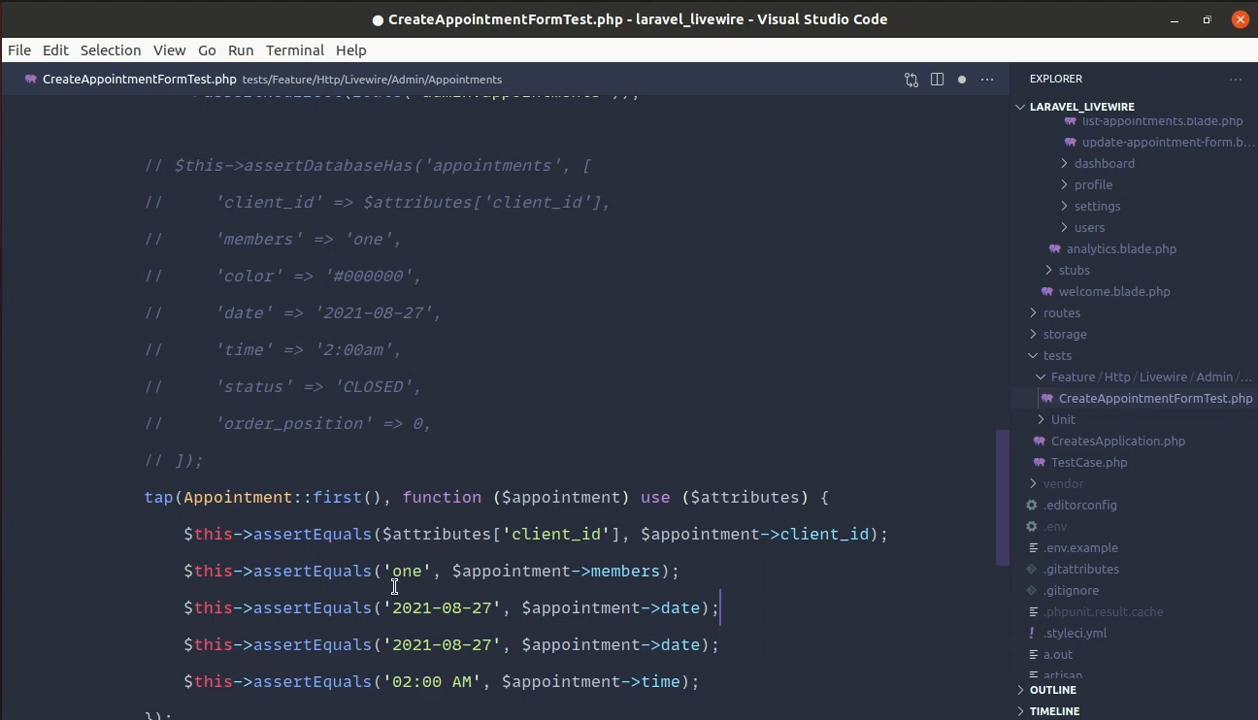 ● CreateAppointmentFormTest.php - laravel_livewire - Visual Studio Code
File Edit Selection View Go Run Terminal Help
CreateAppointmentFormTest.php tests/Feature/Http/Livewire/Admin/Appointments
// $this->assertDatabaseHas('appointments', [
// 'client_id' => $attributes['client_id'],
// 'members' => 'one',
// 'color' => '#000000',
// 'date' => '2021-08-27',
// 'time' => '2:00am',
// 'status' => 'CLOSED',
// 'order_position' => 0,
// ]);
tap(Appointment::first(), function ($appointment) use ($attributes) {
$this->assertEquals($attributes['client_id'], $appointment->client_id);
$this->assertEquals('one', $appointment->members);
$this->assertEquals('2021-08-27', $appointment->date);
$this->assertEquals('2021-08-27', $appointment->date);
$this->assertEquals('02:00 AM', $appointment->time);
});
EXPLORER
LARAVEL_LIVEWIRE
list-appointments.blade.php
update-appointment-form.b...
dashboard
profile
settings
users
analytics.blade.php
stubs
welcome.blade.php
routes
storage
tests
Feature/Http/Livewire/Admin/...
CreateAppointmentFormTest.php
Unit
CreatesApplication.php
TestCase.php
vendor
.editorconfig
.env
.env.example
.gitattributes
.gitignore
.phpunit.result.cache
.styleci.yml
a.out
artisan
OUTLINE
TIMELINE